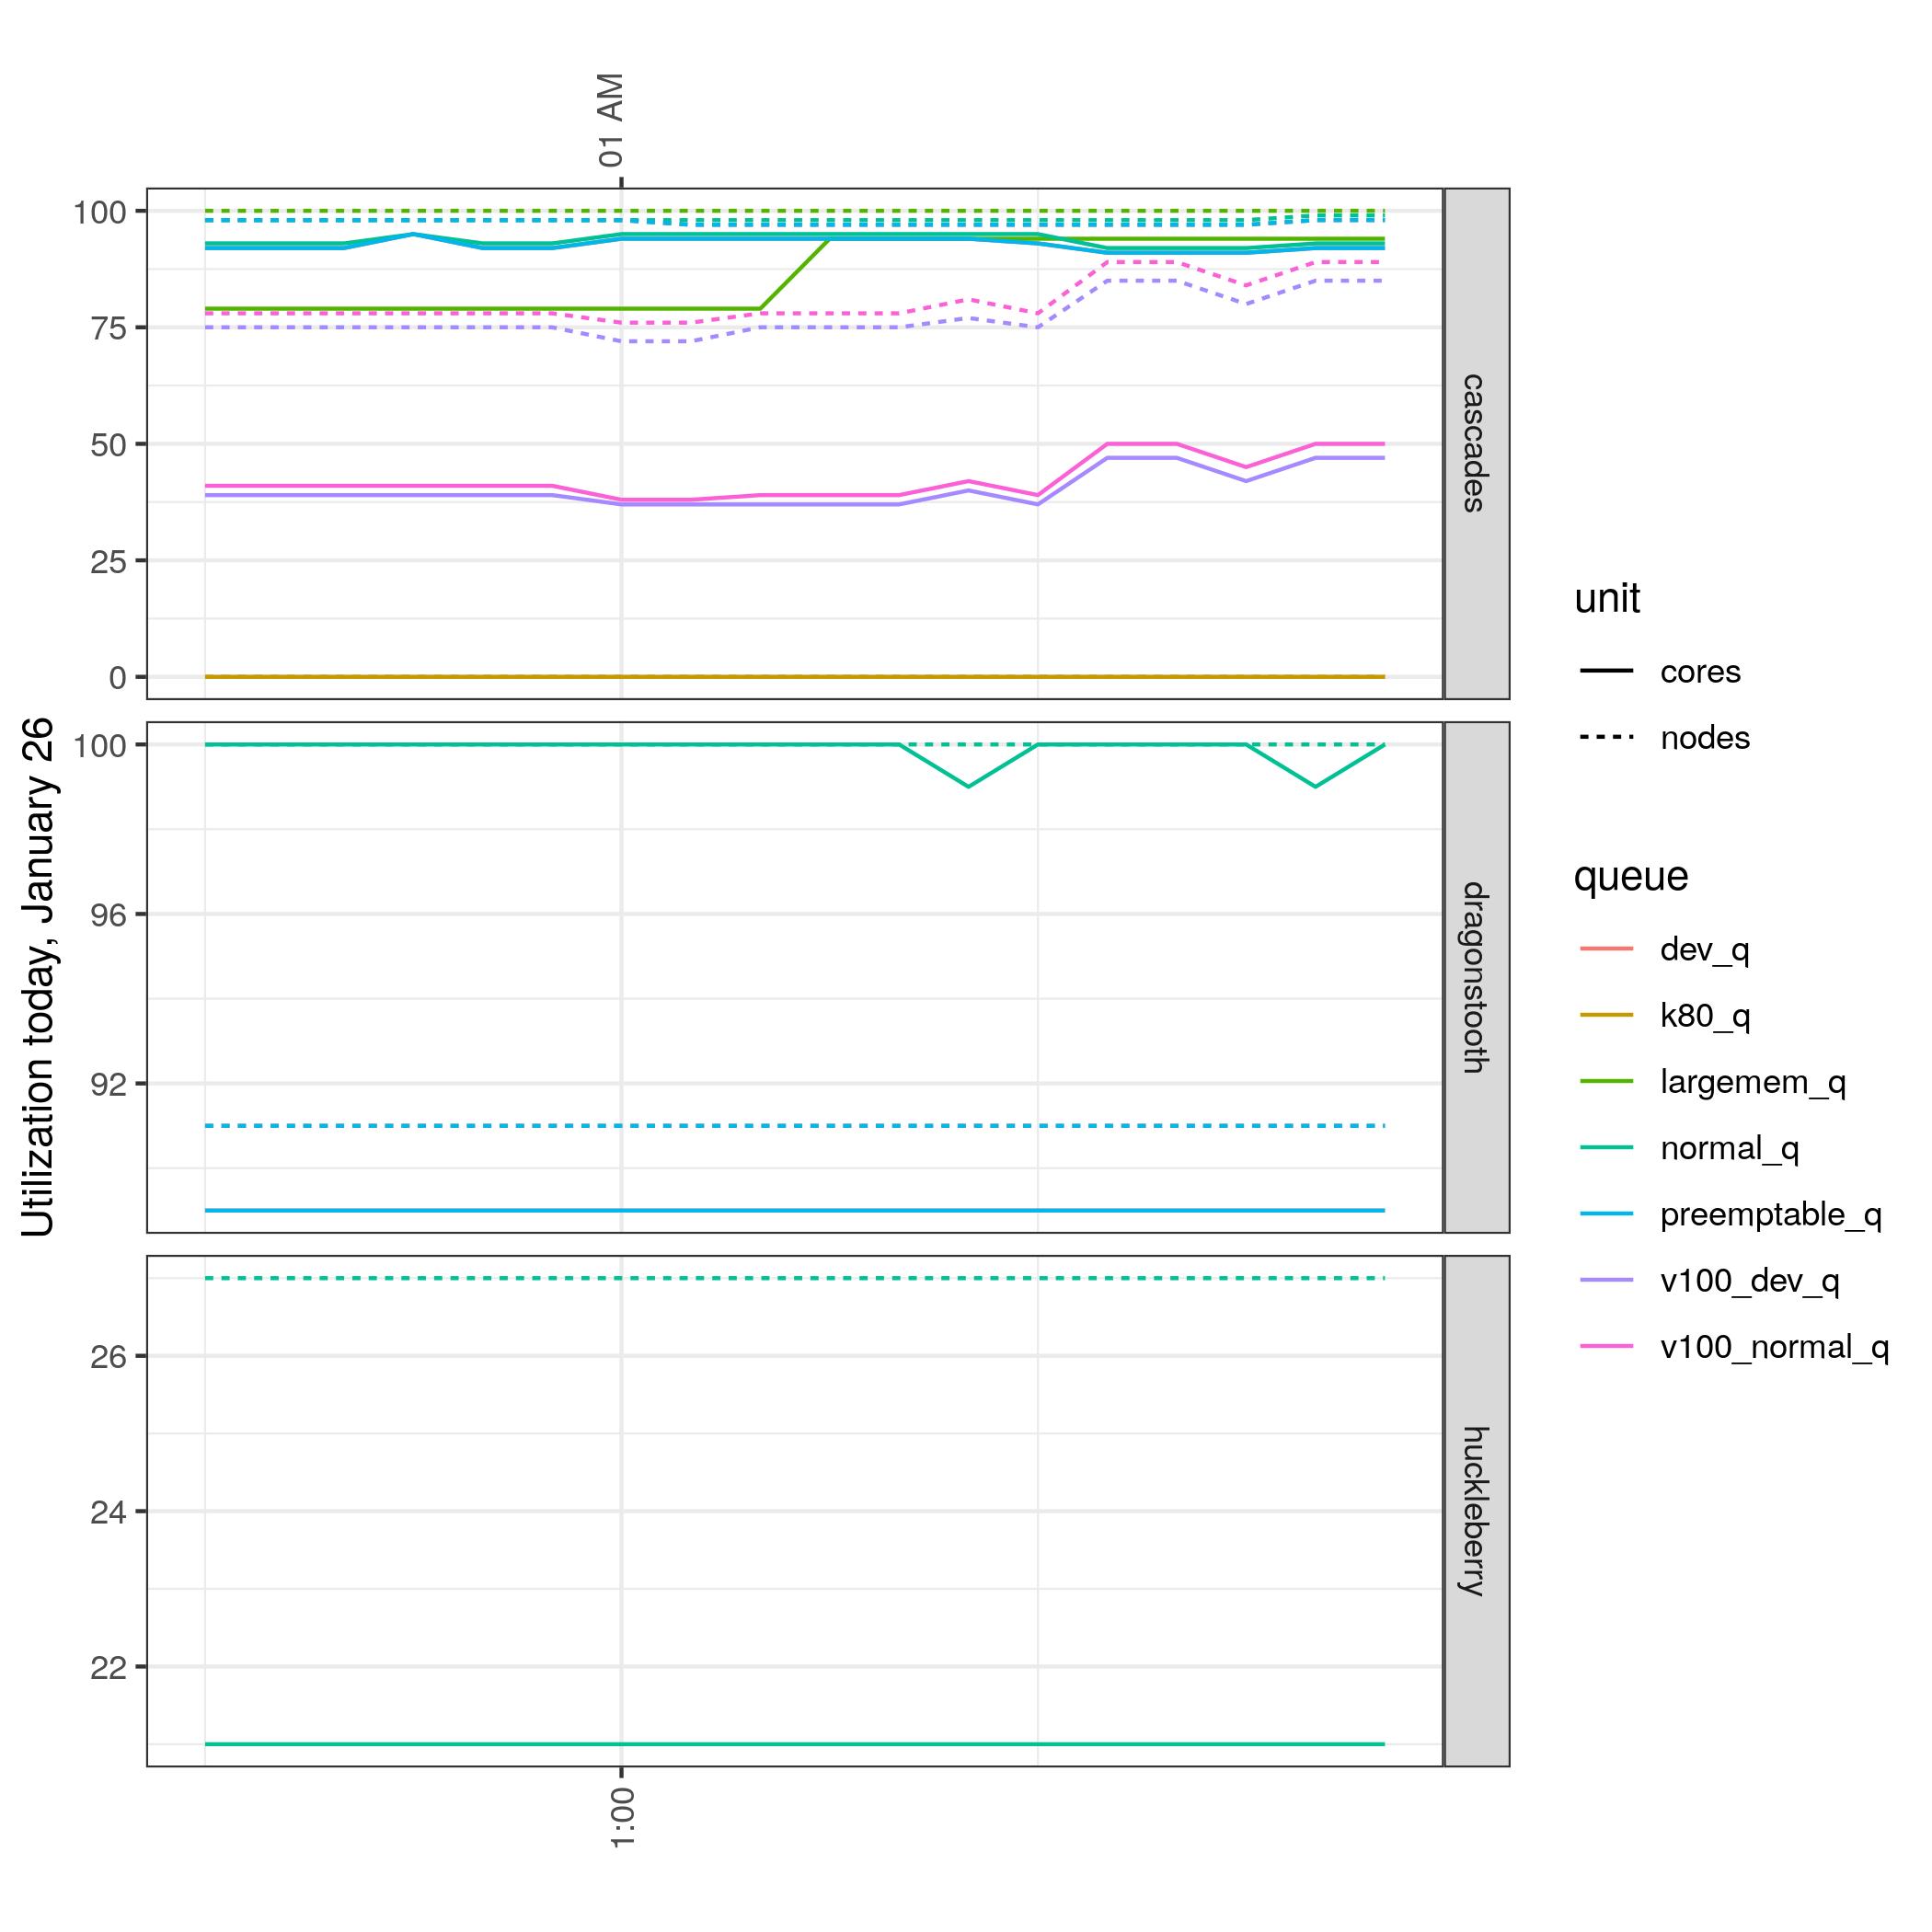 01 AM
Utilization today, January 26
100
75
50
25
0
cascades
100
96
92
dragonstooth
26
24
22
huckleberry
1:00
unit
cores
nodes
queue
dev_q
k80_q
largemem_q
normal_q
preemptable_q
v100_dev_q
v100_normal_q